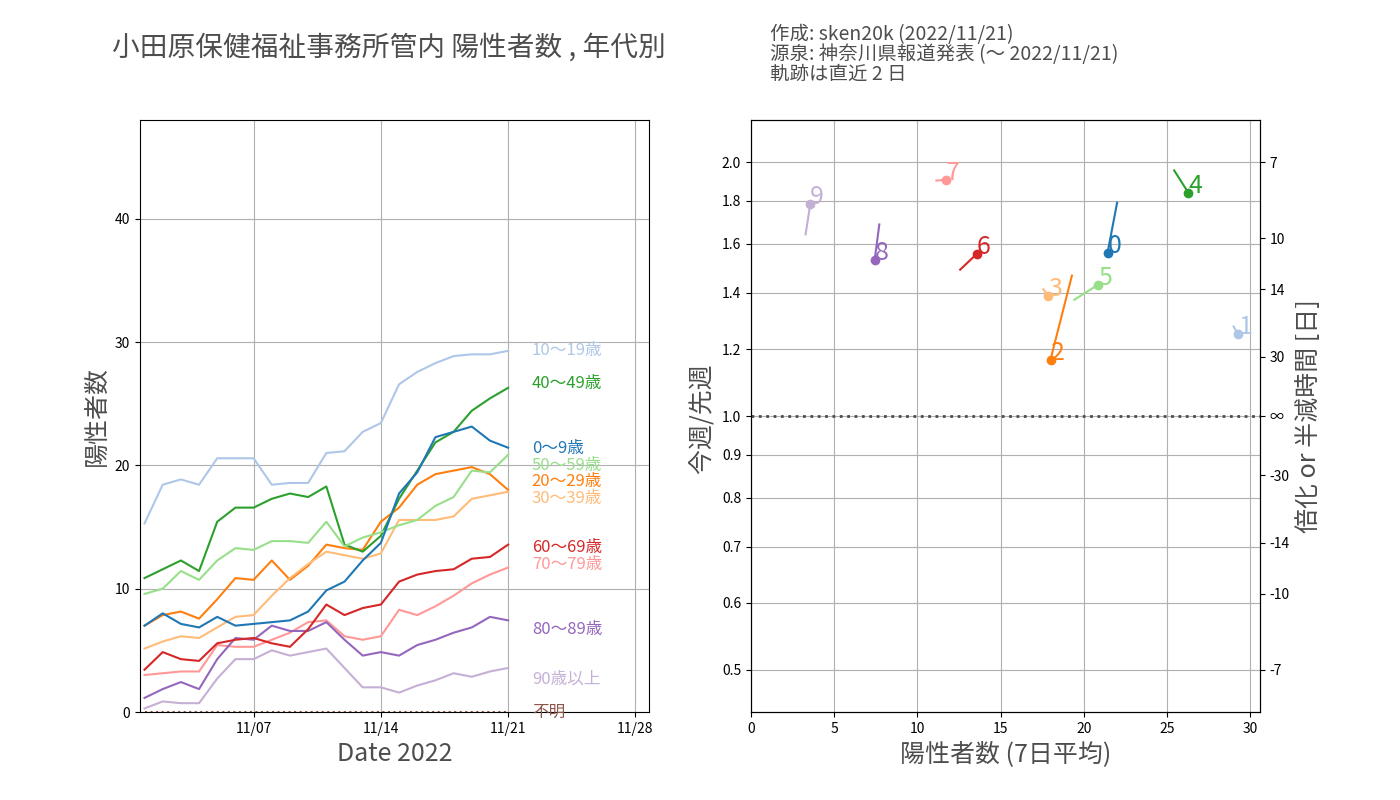 小田原保健福祉事務所管内 陽性者数 , 年代別
作成: sken20k (2022/11/21)
源泉: 神奈川県報道発表 (〜 2022/11/21)
軌跡は直近 2 日
陽性者数
40
30
20
10
0
11/07
11/14
11/21
11/28
Date 2022
10〜19歳
40〜49歳
0〜9歳
50〜59歳
20〜29歳
30〜39歳
60〜69歳
70〜79歳
80〜89歳
90歳以上
不明
今週/先週
2.0
1.8
1.6
1.4
1.2
1.0
0.9
0.8
0.7
0.6
0.5
9
8
7
6
3
2
5
0
4
1
0
5
10
15
20
25
30
陽性者数 (7日平均)
7
10
14
30
∞
-30
-14
-10
-7
倍化 or 半減時間 [日]